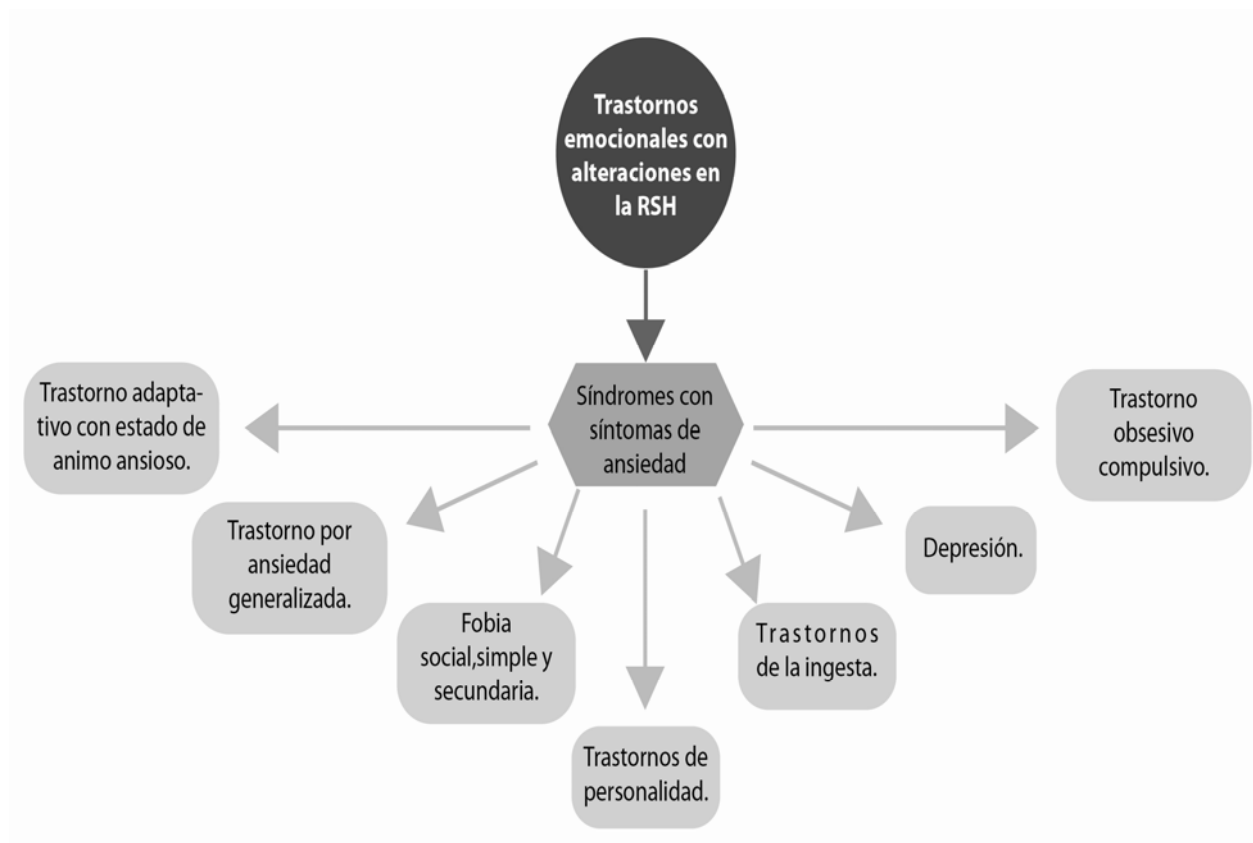 Trastornos
emocionales con
alteraciones en
la RSH
Síndromes con
síntomas de
ansiedad
Trastorno adapta-
tivo con estado de
animo ansioso.
Trastorno por
ansiedad
generalizada.
Fobia
social,simple y
secundaria.
Trastornos de
personalidad.
Trastornos
de la ingesta.
Depresión.
Trastorno
obsesivo
compulsivo.